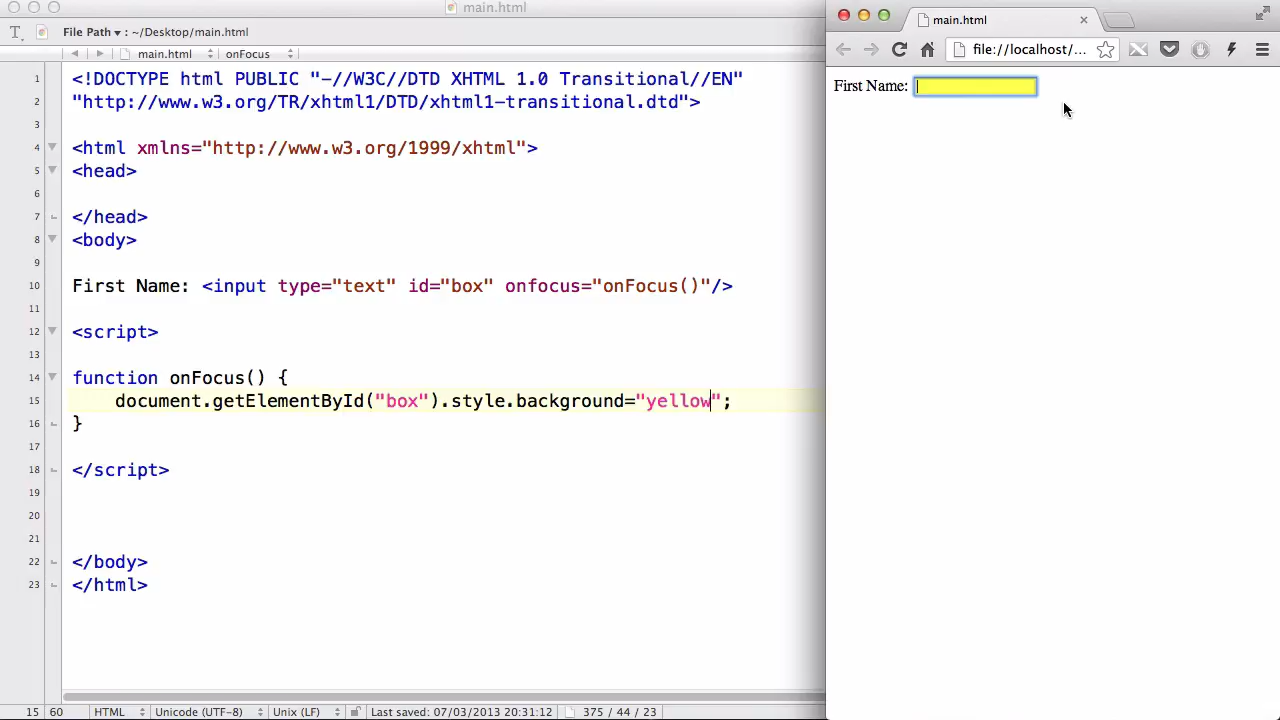 main.html
File Path ▾ : ~/Desktop/main.html
main.html onFocus
1 <!DOCTYPE html PUBLIC "-//W3C//DTD XHTML 1.0 Transitional//EN"
2 "http://www.w3.org/TR/xhtml1/DTD/xhtml1-transitional.dtd">
3
4 <html xmlns="http://www.w3.org/1999/xhtml">
5 <head>
6
7 </head>
8 <body>
9
10 First Name: <input type="text" id="box" onfocus="onFocus()"/>
11
12 <script>
13
14 function onFocus() {
15 document.getElementById("box").style.background="yellow";
16 }
17
18 </script>
19
20
21
22 </body>
23 </html>
15 60 HTML Unicode (UTF-8) Unix (LF) Last saved: 07/03/2013 20:31:12 375 / 44 / 23
main.html
file://localhost/...
First Name: